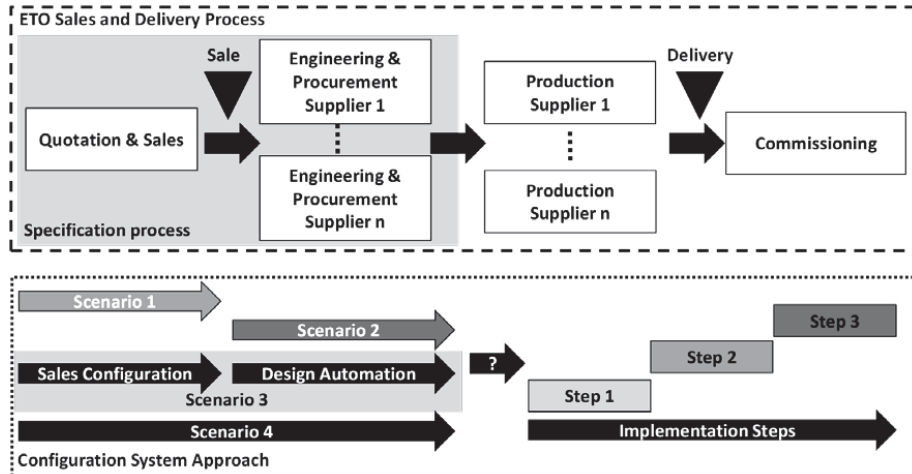 ETO Sales and Delivery Process
Sale
Engineering &
Procurement
Supplier 1
Quotation & Sales
Engineering &
Procurement
Supplier n
Specification process
Production
Supplier 1
Production
Supplier n
Delivery
Commissioning
Scenario 1
Scenario 2
Sales Configuration
Design Automation
Scenario 3
Scenario 4
?
Step 1
Step 2
Step 3
Implementation Steps
Configuration System Approach